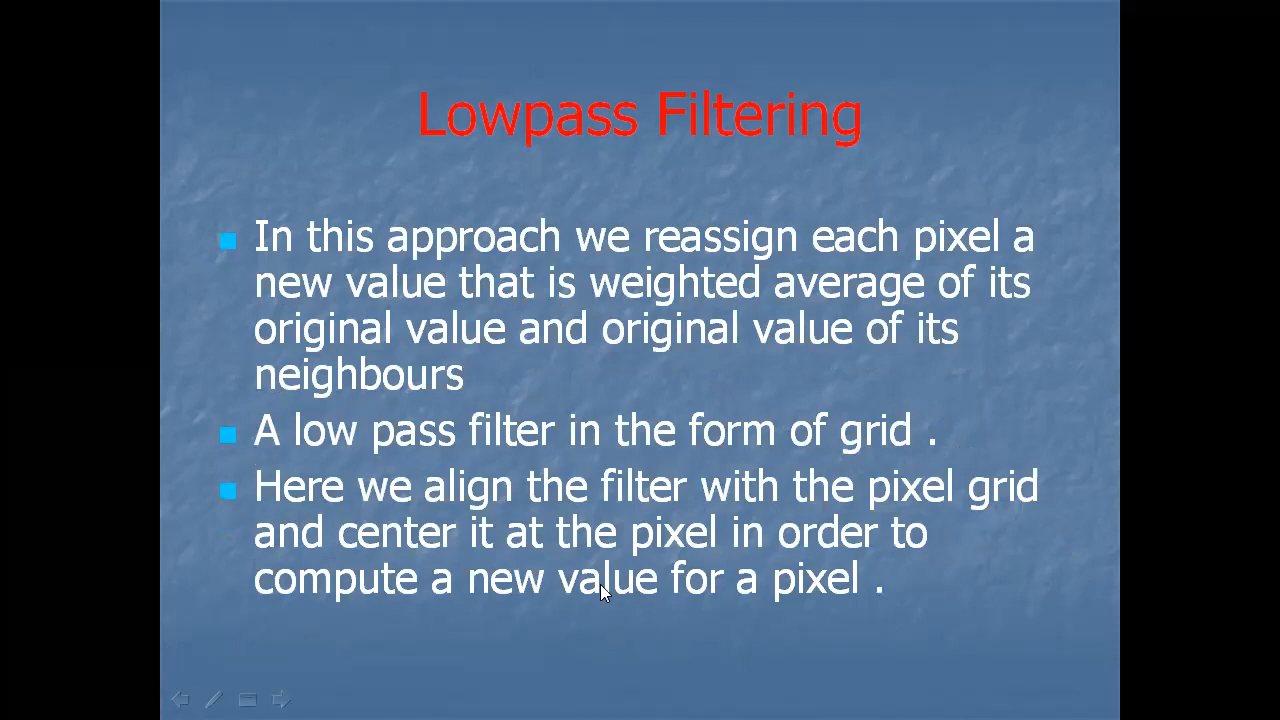 Lowpass Filtering
In this approach we reassign each pixel a
new value that is weighted average of its
original value and original value of its
neighbours
A low pass filter in the form of grid .
Here we align the filter with the pixel grid
and center it at the pixel in order to
compute a new value for a pixel .